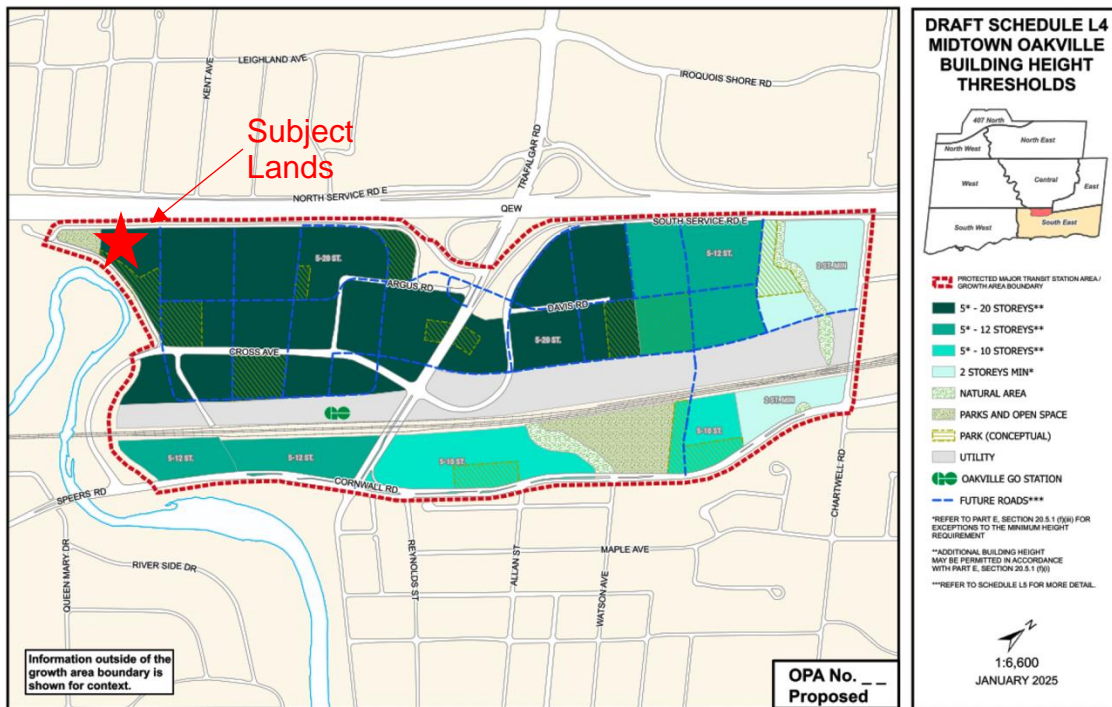 LEIGHLAND AVE
KENT AVE
IROQUOIS SHORE RD
Subject
Lands
TRAFALGAR RD
NORTH SERVICE RD E
QEW
SOUTH SERVICE RD E
5-20 ST.
5-12 ST.
2 ST. MIN
ARGUS RD
DAVIS RD
5-20 ST.
CROSS AVE
GO
2 ST. MIN
5-12 ST.
5-12 ST.
5-10 ST.
5-10 ST.
CORNWALL RD
SPEERS RD
CHARTWELL RD
QUEEN MARY DR
RIVER SIDE DR
REYNOLDS ST
ALLAN ST
WATSON AVE
MAPLE AVE
Information outside of the
growth area boundary is
shown for context.
OPA No. _ _
Proposed
DRAFT SCHEDULE L4
MIDTOWN OAKVILLE
BUILDING HEIGHT
THRESHOLDS
407 North
North West
North East
West
Central
East
South West
South East
PROTECTED MAJOR TRANSIT STATION AREA /
GROWTH AREA BOUNDARY
5* - 20 STOREYS**
5* - 12 STOREYS**
5* - 10 STOREYS**
2 STOREYS MIN*
NATURAL AREA
PARKS AND OPEN SPACE
PARK (CONCEPTUAL)
UTILITY
GO OAKVILLE GO STATION
FUTURE ROADS***
*REFER TO PART E, SECTION 20.5.1 (f)(iii) FOR
EXCEPTIONS TO THE MINIMUM HEIGHT
REQUIREMENT
**ADDITIONAL BUILDING HEIGHT
MAY BE PERMITTED IN ACCORDANCE
WITH PART E, SECTION 20.5.1 (f)(i)
***REFER TO SCHEDULE L5 FOR MORE DETAIL.
N
1:6,600
JANUARY 2025